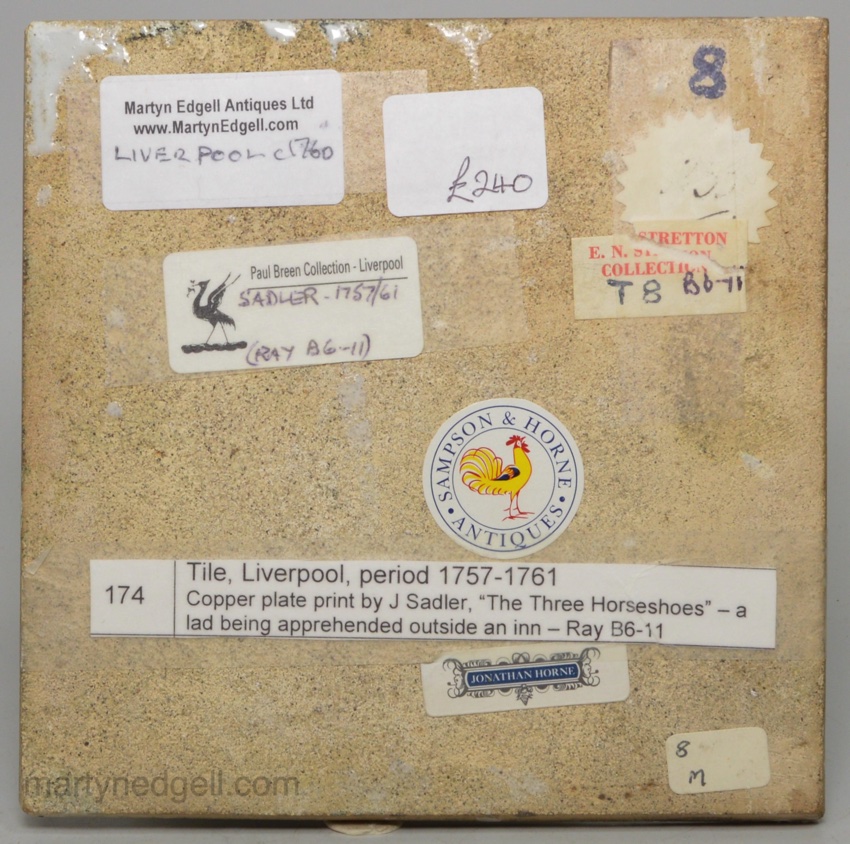 8
Martyn Edgell Antiques Ltd
www.MartynEdgell.com
LIVERPOOL C1760
£240
STRETTON
E. N.
COLLECTION
T 8 B6-11
Paul Breen Collection - Liverpool
SADLER - 1757/61
(RAY B6-11)
SAMPSON & HORNE
• ANTIQUES •
174
Tile, Liverpool, period 1757-1761
Copper plate print by J Sadler, “The Three Horseshoes” – a
lad being apprehended outside an inn – Ray B6-11
JONATHAN HORNE
8
M
martynedgell.com